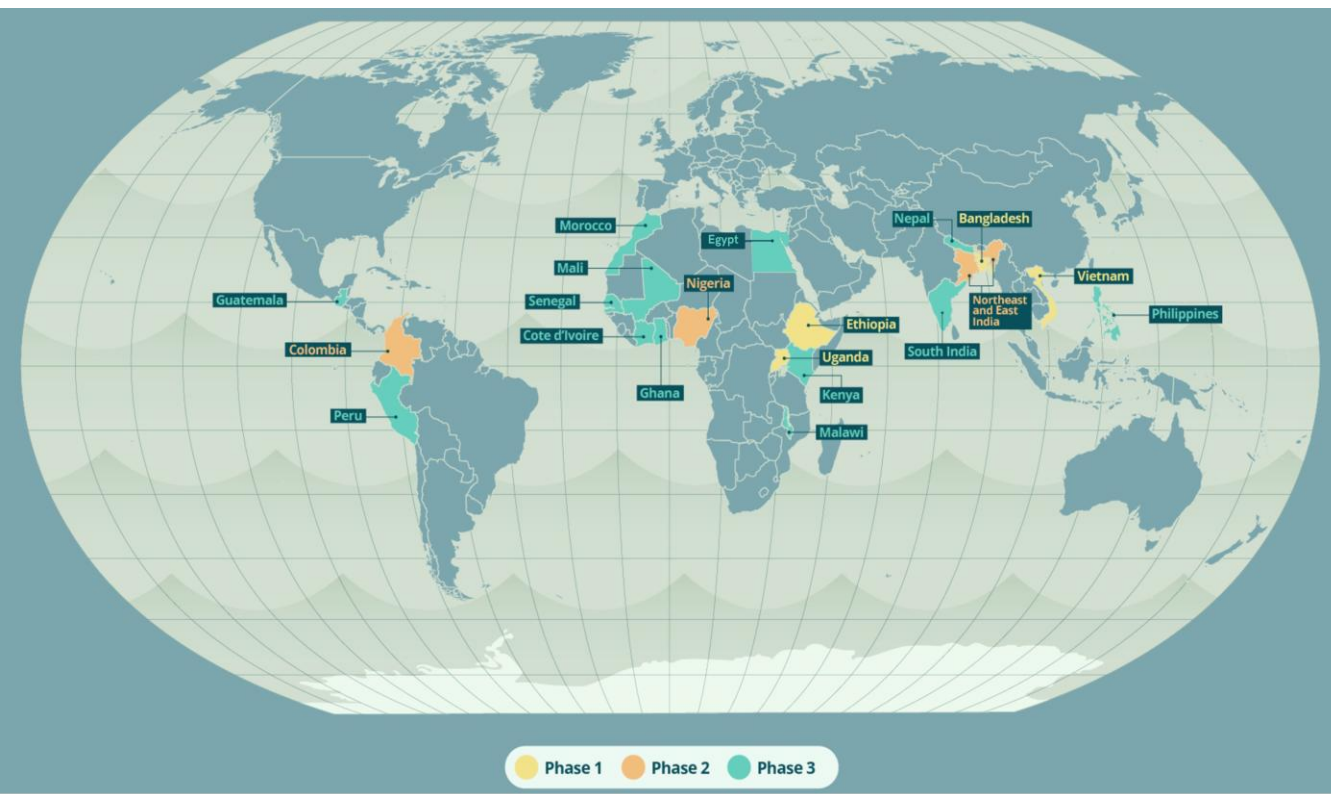 Nepal
Bangladesh
Morocco
Egypt
Mali
Vietnam
Nigeria
Guatemala
Senegal
Northeast
and East
India
Philippines
Ethiopia
Cote d'Ivoire
Colombia
South India
Uganda
Ghana
Kenya
Peru
Malawi
Phase 1
Phase 2
Phase 3